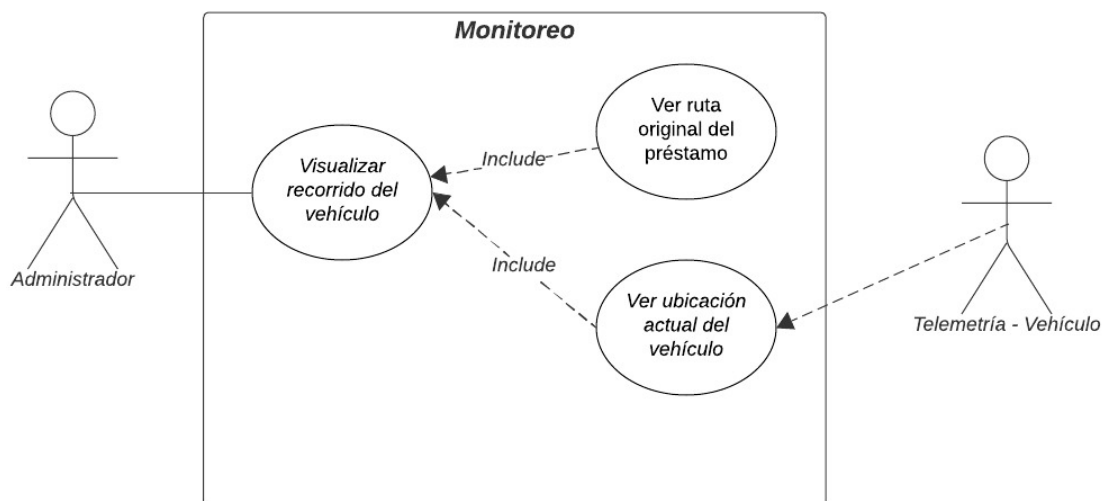 Monitoreo
Ver ruta
original del
préstamo
Include
Visualizar
recorrido del
vehículo
Include
Administrador
Ver ubicación
actual del
vehículo
Telemetría - Vehículo